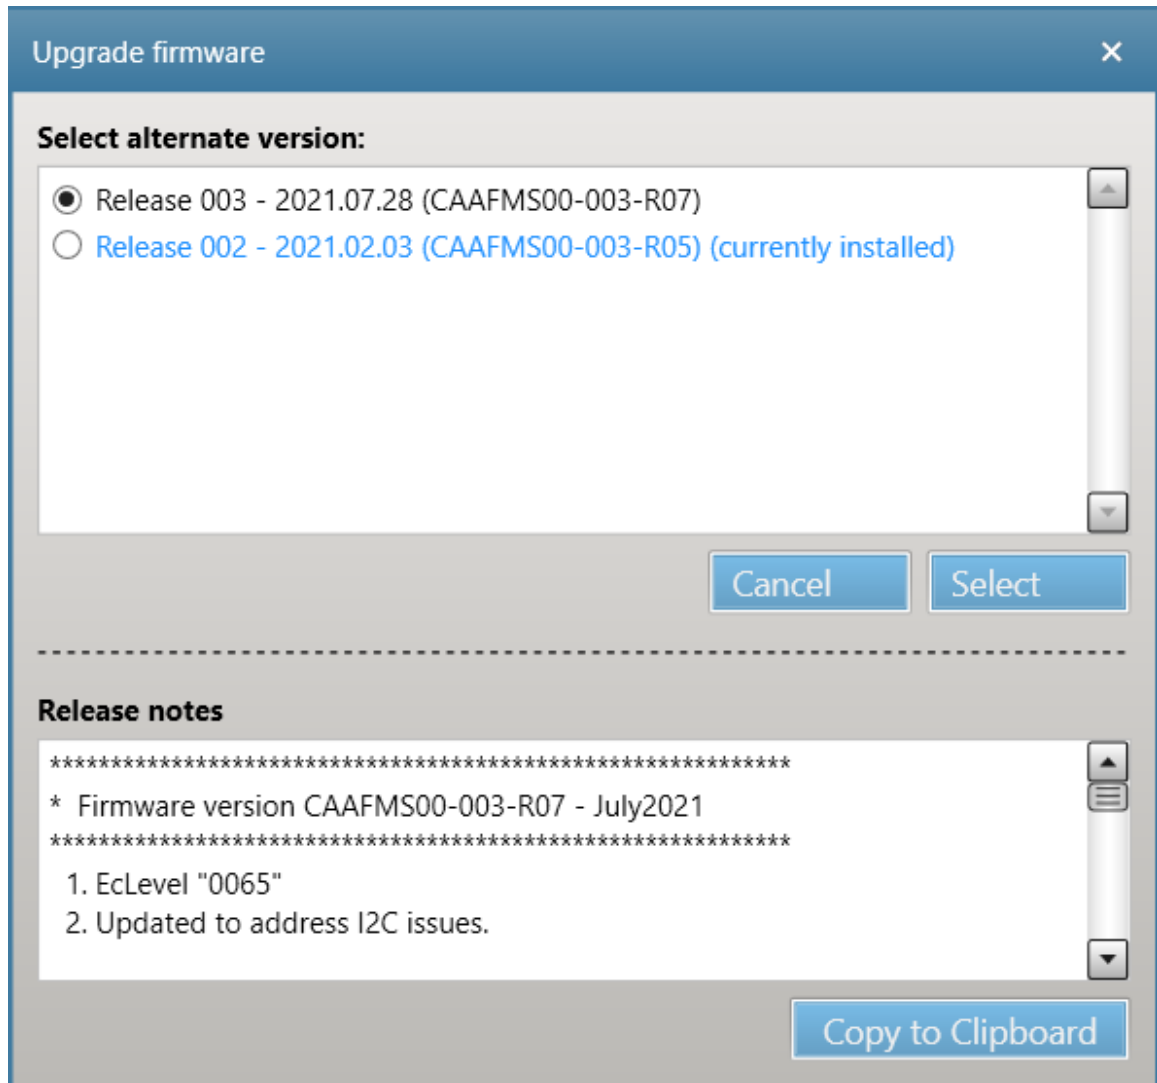 Upgrade firmware
Select alternate version:
Release 003 - 2021.07.28 (CAAFMS00-003-R07)
Release 002 - 2021.02.03 (CAAFMS00-003-R05) (currently installed)
Cancel
Select
Release notes
*************************************************************
* Firmware version CAAFMS00-003-R07 - July2021
*************************************************************
1. EcLevel "0065"
2. Updated to address I2C issues.
Copy to Clipboard